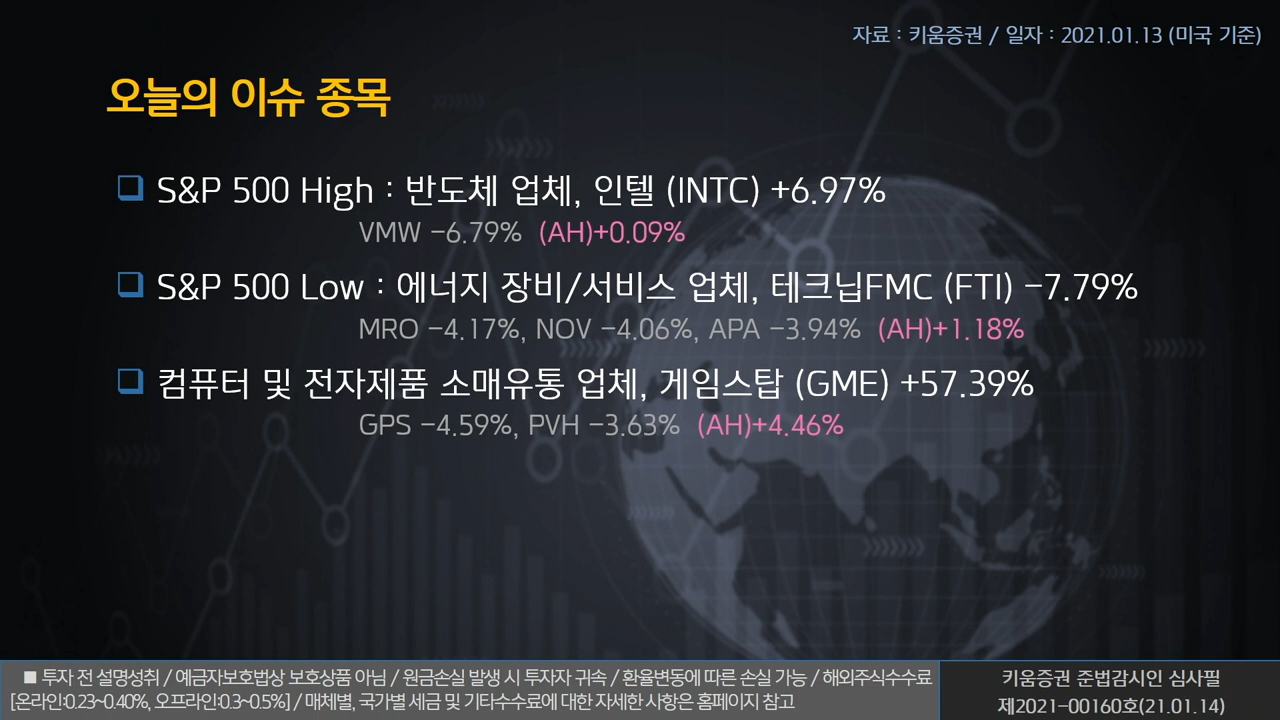 자료 : 키움증권 / 일자 : 2021.01.13 (미국 기준)
오늘의 이슈 종목
❑ S&P 500 High : 반도체 업체, 인텔 (INTC) +6.97%
VMW -6.79% (AH)+0.09%
❑ S&P 500 Low : 에너지 장비/서비스 업체, 테크닙FMC (FTI) -7.79%
MRO -4.17%, NOV -4.06%, APA -3.94% (AH)+1.18%
❑ 컴퓨터 및 전자제품 소매유통 업체, 게임스탑 (GME) +57.39%
GPS -4.59%, PVH -3.63% (AH)+4.46%
■ 투자 전 설명성취 / 예금자보호법상 보호상품 아님 / 원금손실 발생 시 투자자 귀속 / 환율변동에 따른 손실 가능 / 해외주식수수료
[온라인:0.23~0.40%, 오프라인:0.3~0.5%] / 매체별, 국가별 세금 및 기타수수료에 대한 자세한 사항은 홈페이지 참고
키움증권 준법감시인 심사필
제2021-00160호(21.01.14)